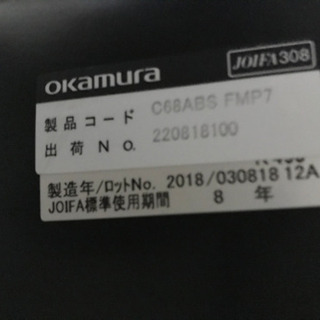 okamura JOIFA308
製品コード C68ABS FMP7
出荷No. 220818100
製造年/ロットNo. 2018/030818 12A
JOIFA標準使用期間 8 年